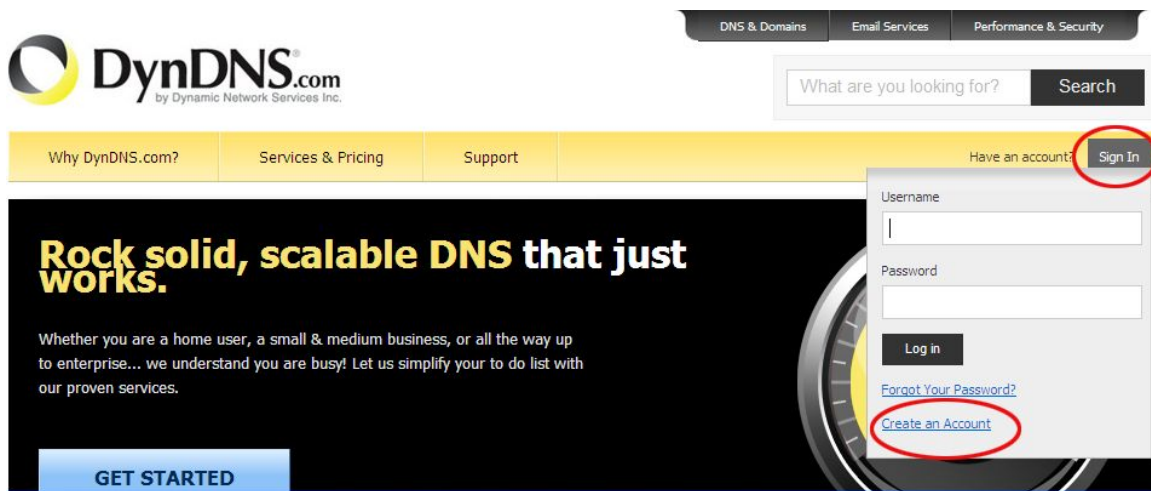 DNS & Domains
Email Services
Performance & Security
DynDNS.com
by Dynamic Network Services Inc.
What are you looking for?
Search
Why DynDNS.com?
Services & Pricing
Support
Have an account?
Sign In
Username
Password
Log in
Forgot Your Password?
Create an Account
Rock solid, scalable DNS that just
works.
Whether you are a home user, a small & medium business, or all the way up
to enterprise... we understand you are busy! Let us simplify your to do list with
our proven services.
GET STARTED